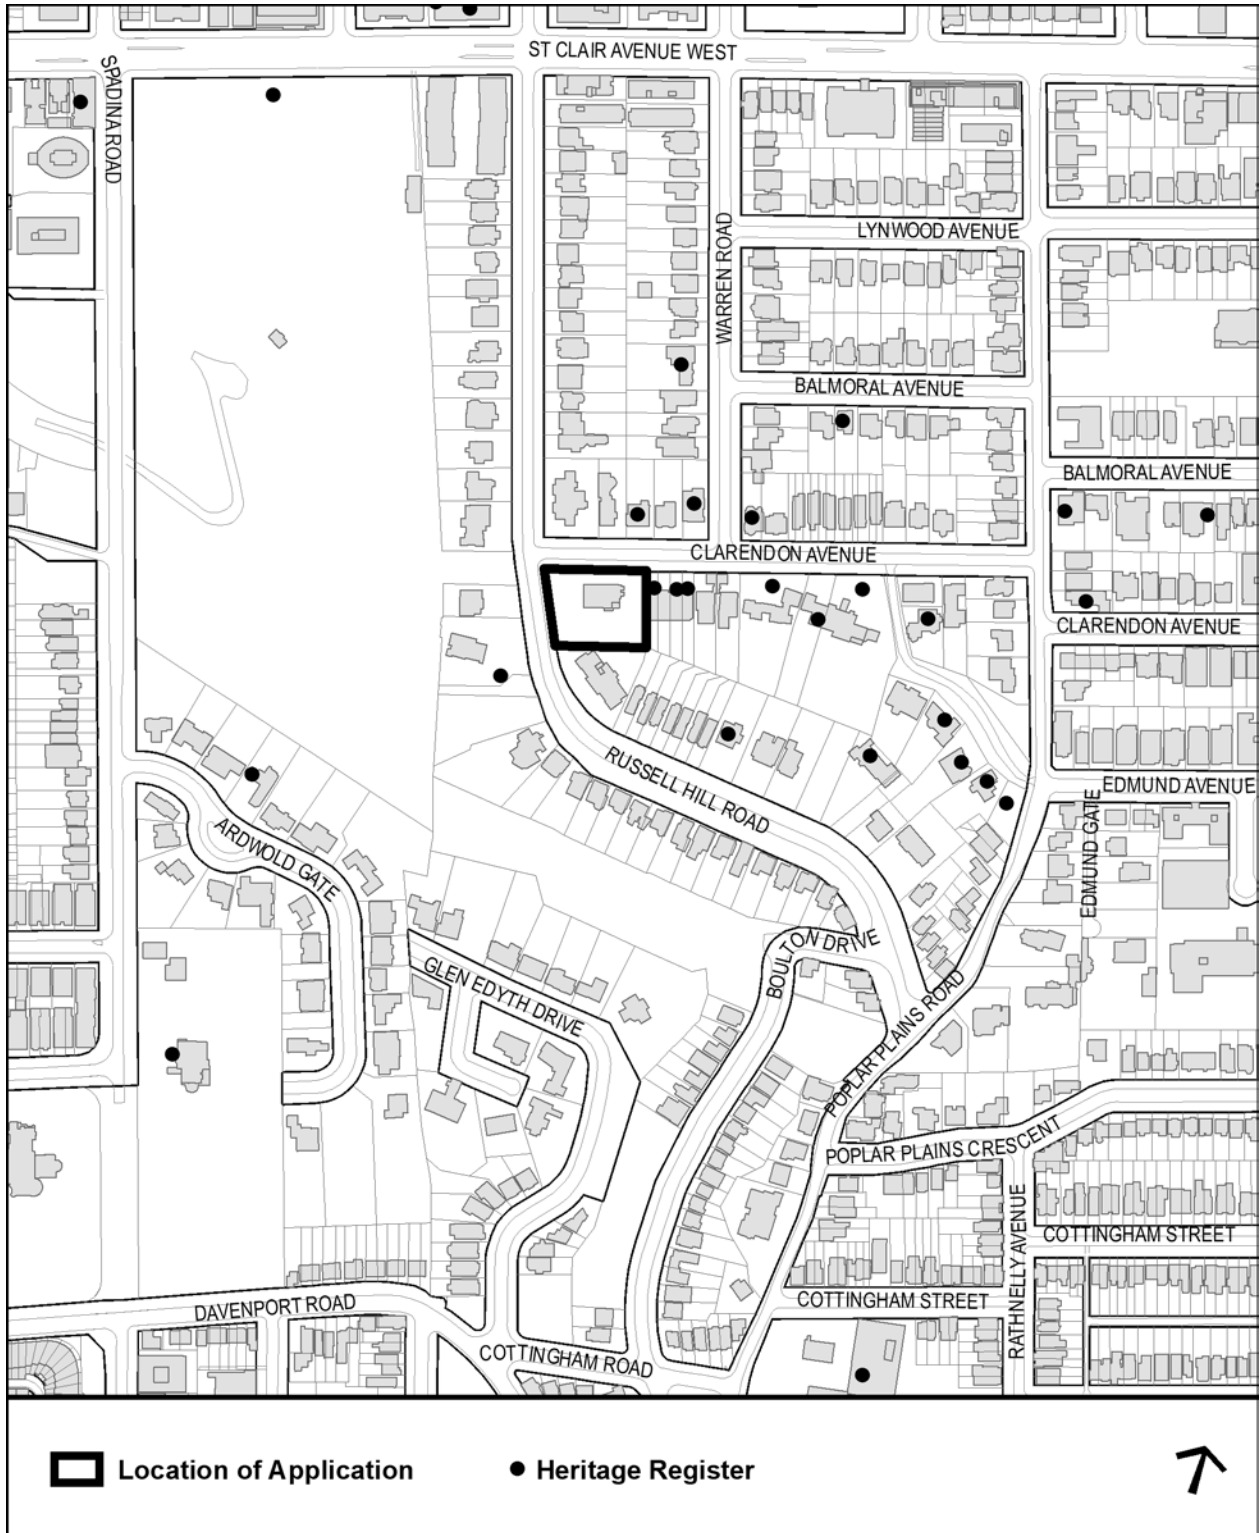 ST CLAIR AVENUE WEST
SPADINA ROAD
LYNWOOD AVENUE
WARREN ROAD
BALMORAL AVENUE
BALMORAL AVENUE
CLARENDON AVENUE
CLARENDON AVENUE
RUSSELL HILL ROAD
EDMUND AVENUE
EDMUND GATE
ARDWOLD GATE
BOULTON DRIVE
GLEN EDYTH DRIVE
POPLAR PLAINS ROAD
POPLAR PLAINS CRESCENT
RATHNELLY AVENUE
COTTINGHAM STREET
COTTINGHAM STREET
DAVENPORT ROAD
COTTINGHAM ROAD
Location of Application
Heritage Register